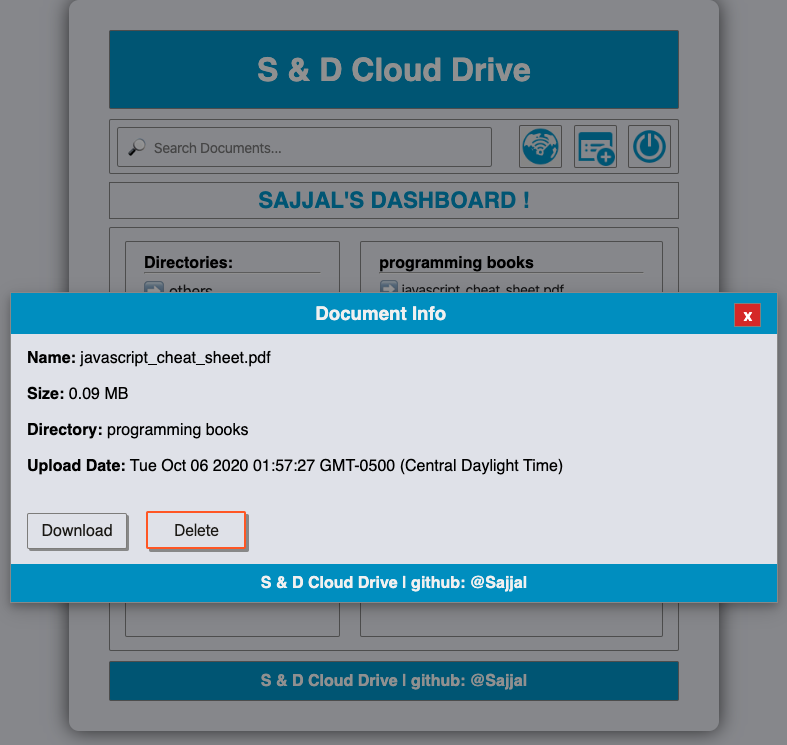 S & D Cloud Drive
Search Documents...
SAJJAL'S DASHBOARD !
Directories:
others
programming books
javascript_cheat_sheet.pdf
Document Info
x
Name: javascript_cheat_sheet.pdf
Size: 0.09 MB
Directory: programming books
Upload Date: Tue Oct 06 2020 01:57:27 GMT-0500 (Central Daylight Time)
Download
Delete
S & D Cloud Drive | github: @Sajjal
S & D Cloud Drive | github: @Sajjal